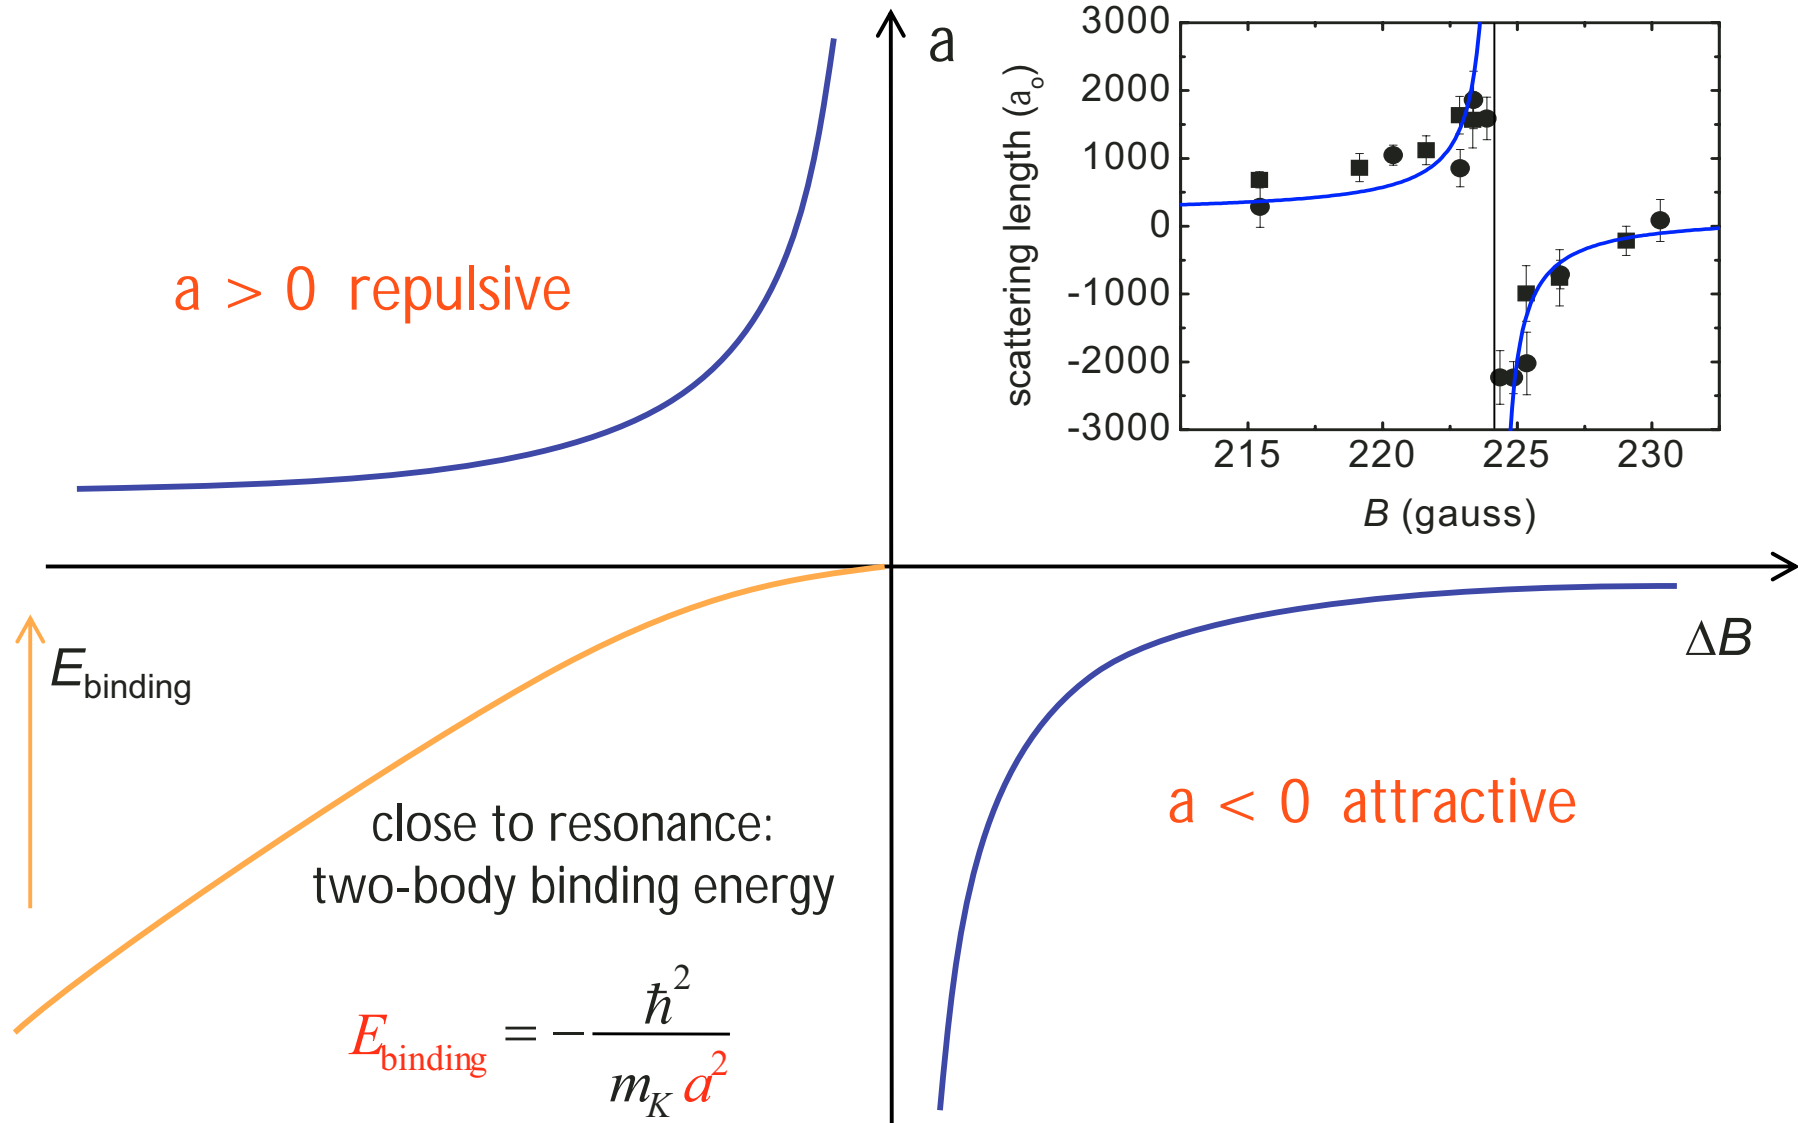 a
a > 0 repulsive
3000
2000
1000
0
-1000
-2000
-3000
scattering length (a₀)
215 220 225 230
B (gauss)
ΔB
E_binding
a < 0 attractive
close to resonance:
two-body binding energy
E_binding = − ħ² / m_K a²